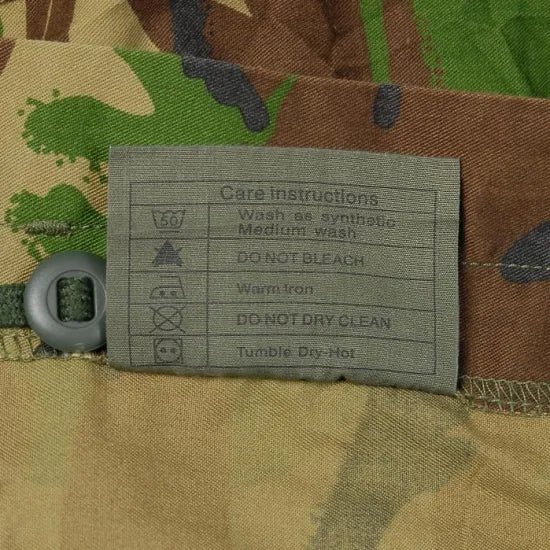 Care instructions
50
Wash as synthetic
Medium wash
DO NOT BLEACH
Warm Iron
DO NOT DRY CLEAN
Tumble Dry-Hot